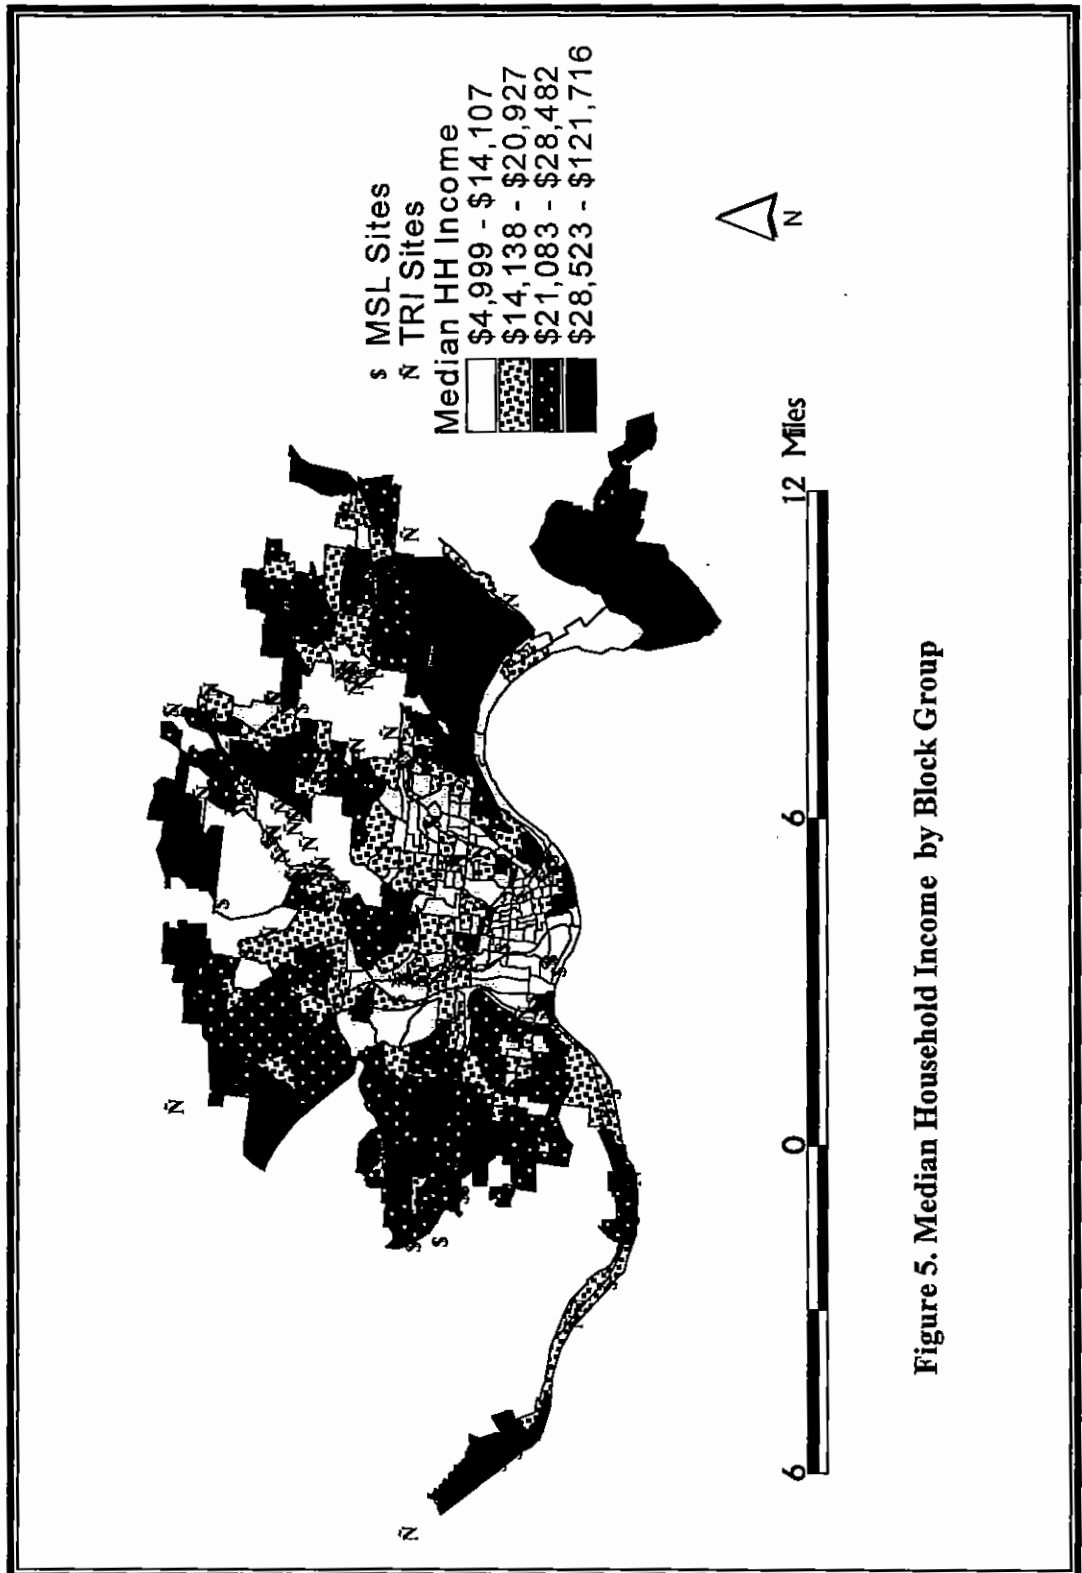 s MSL Sites
Ñ TRI Sites
Median HH Income
$4,999 - $14,107
$14,138 - $20,927
$21,083 - $28,482
$28,523 - $121,716
N
6 0 6 12 Miles
Figure 5. Median Household Income by Block Group